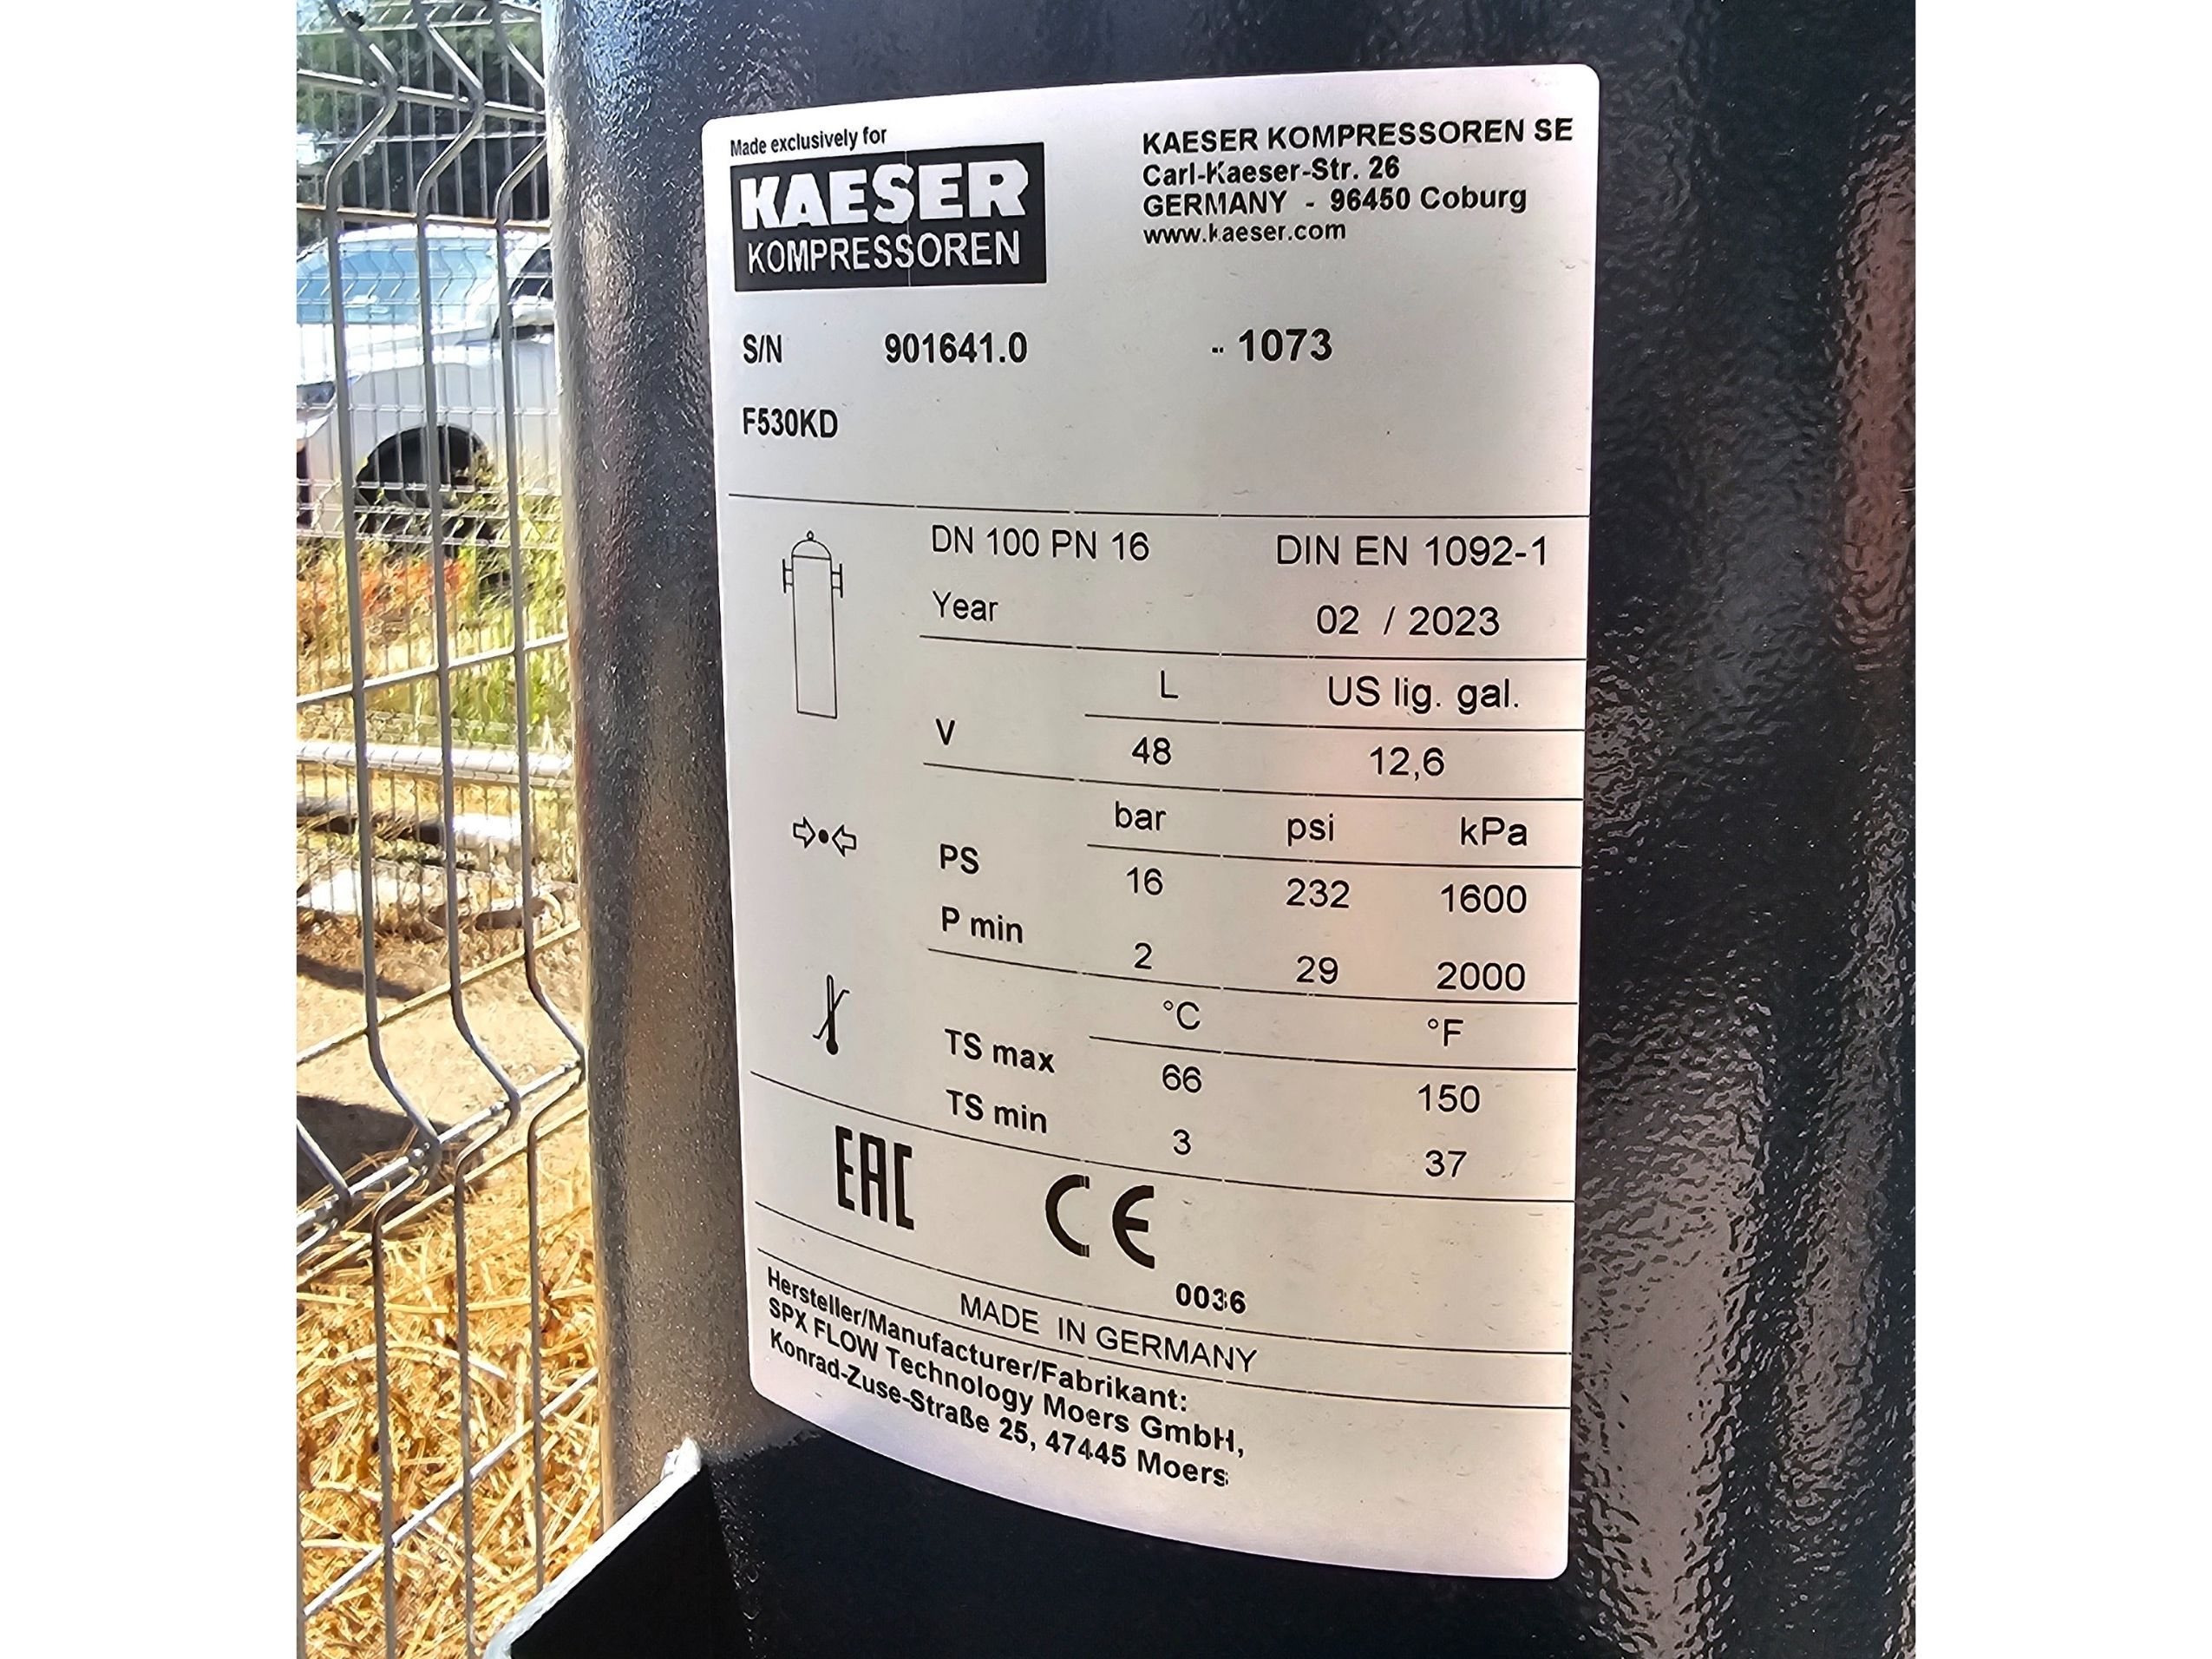 Made exclusively for
KAESER
KOMPRESSOREN
KAESER KOMPRESSOREN SE
Carl-Kaeser-Str. 26
GERMANY - 96450 Coburg
www.kaeser.com
S/N 901641.0 - 1073
F530KD
DN 100 PN 16 DIN EN 1092-1
Year 02 / 2023
L US lig. gal.
V 48 12,6
bar psi kPa
PS 16 232 1600
P min 2 29 2000
°C °F
TS max 66 150
TS min 3 37
EAC CE 0036
MADE IN GERMANY
Hersteller/Manufacturer/Fabrikant:
SPX FLOW Technology Moers GmbH,
Konrad-Zuse-Straße 25, 47445 Moers